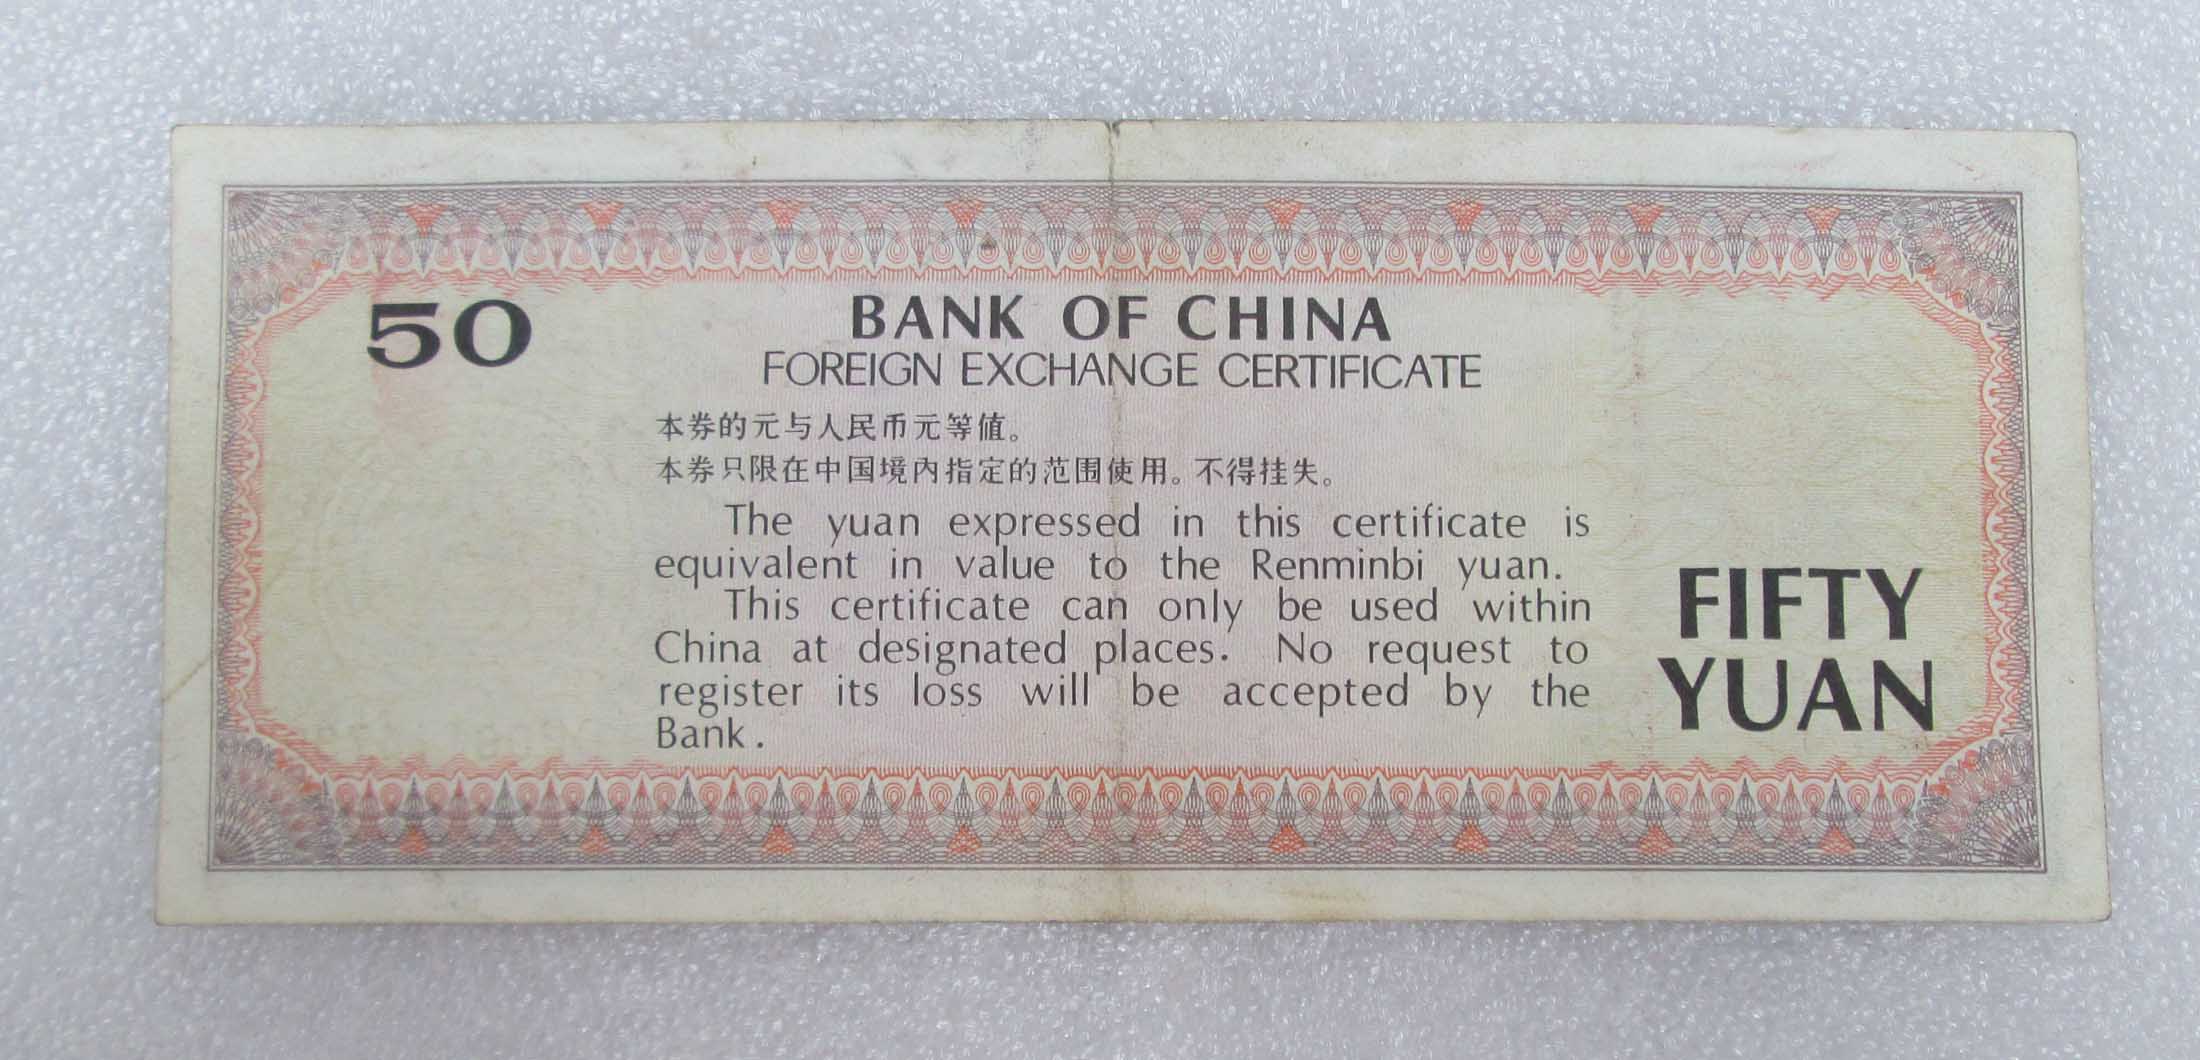 50
BANK OF CHINA
FOREIGN EXCHANGE CERTIFICATE
本券的元与人民币元等值。
本券只限在中国境内指定的范围使用。不得挂失。
The yuan expressed in this certificate is
equivalent in value to the Renminbi yuan.
This certificate can only be used within
China at designated places. No request to
register its loss will be accepted by the
Bank.
FIFTY
YUAN